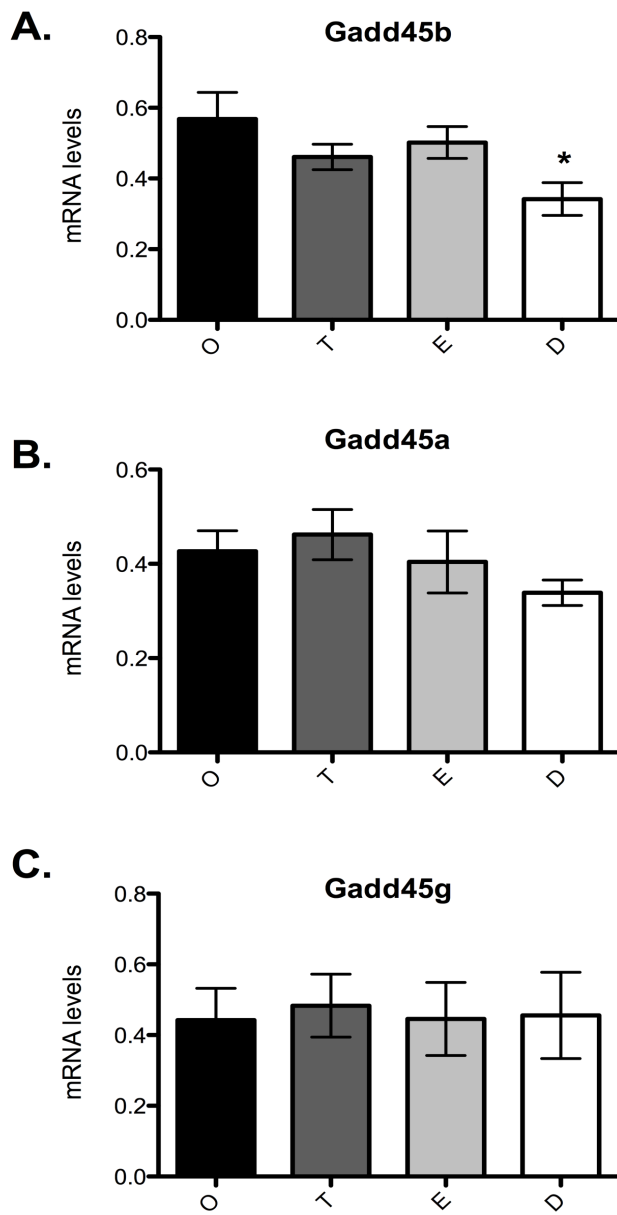 A.
Gadd45b
mRNA levels
0.8
0.6
0.4
0.2
0.0
*
O T E D
B.
Gadd45a
mRNA levels
0.6
0.4
0.2
0.0
O T E D
C.
Gadd45g
mRNA levels
0.8
0.6
0.4
0.2
0.0
O T E D